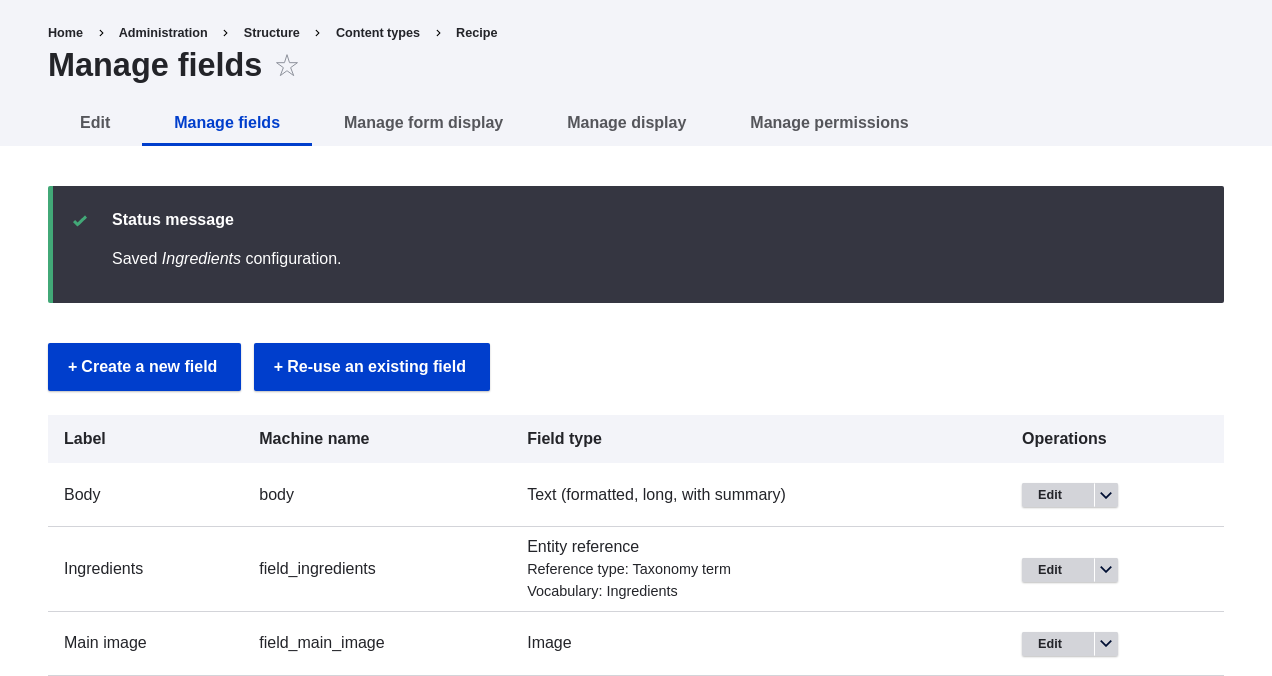 Home > Administration > Structure > Content types > Recipe
Manage fields ☆
Edit Manage fields Manage form display Manage display Manage permissions
Status message
Saved Ingredients configuration.
+ Create a new field + Re-use an existing field
Label Machine name Field type Operations
Body body Text (formatted, long, with summary) Edit
Entity reference
Ingredients field_ingredients Reference type: Taxonomy term Edit
Vocabulary: Ingredients
Main image field_main_image Image Edit